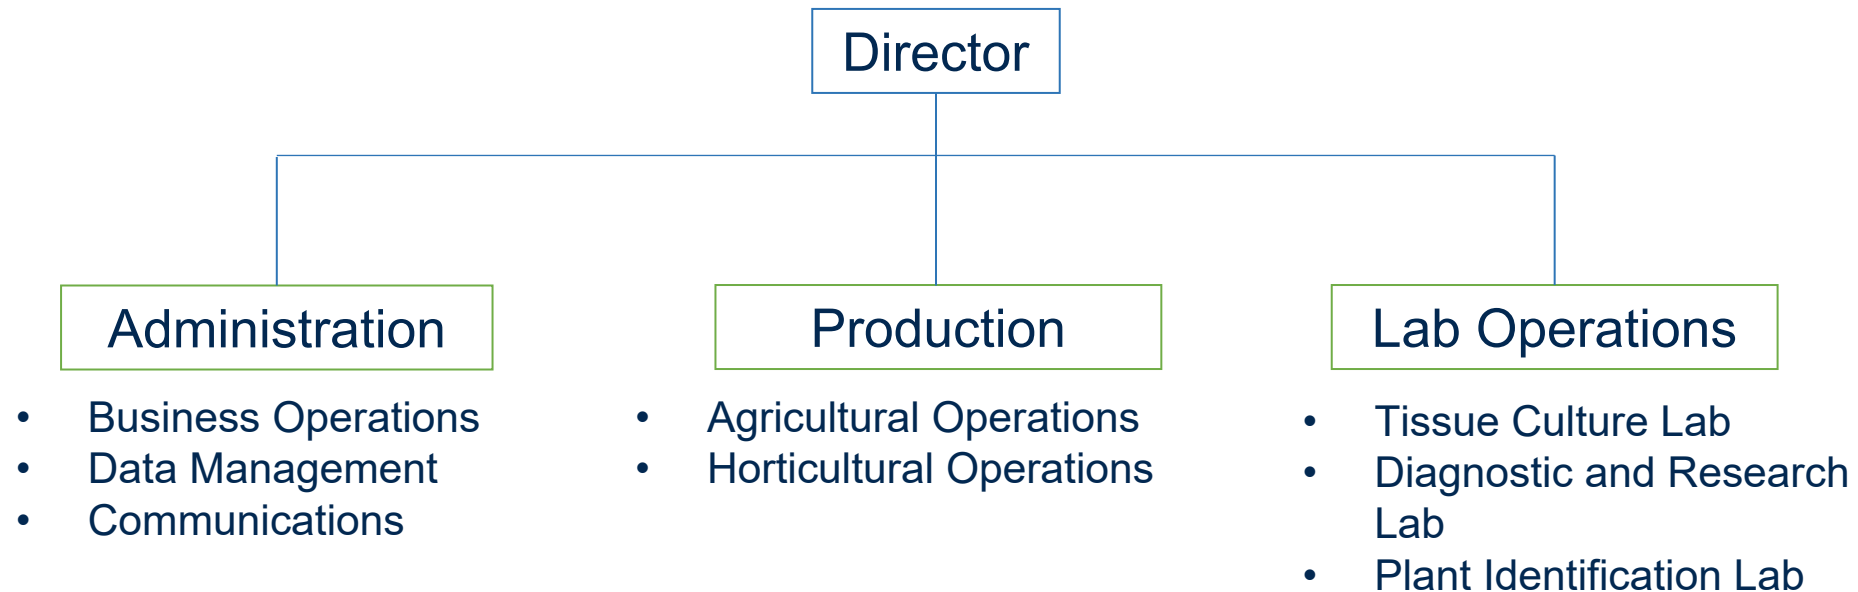 Director
Administration
• Business Operations
• Data Management
• Communications
Production
• Agricultural Operations
• Horticultural Operations
Lab Operations
• Tissue Culture Lab
• Diagnostic and Research
Lab
• Plant Identification Lab